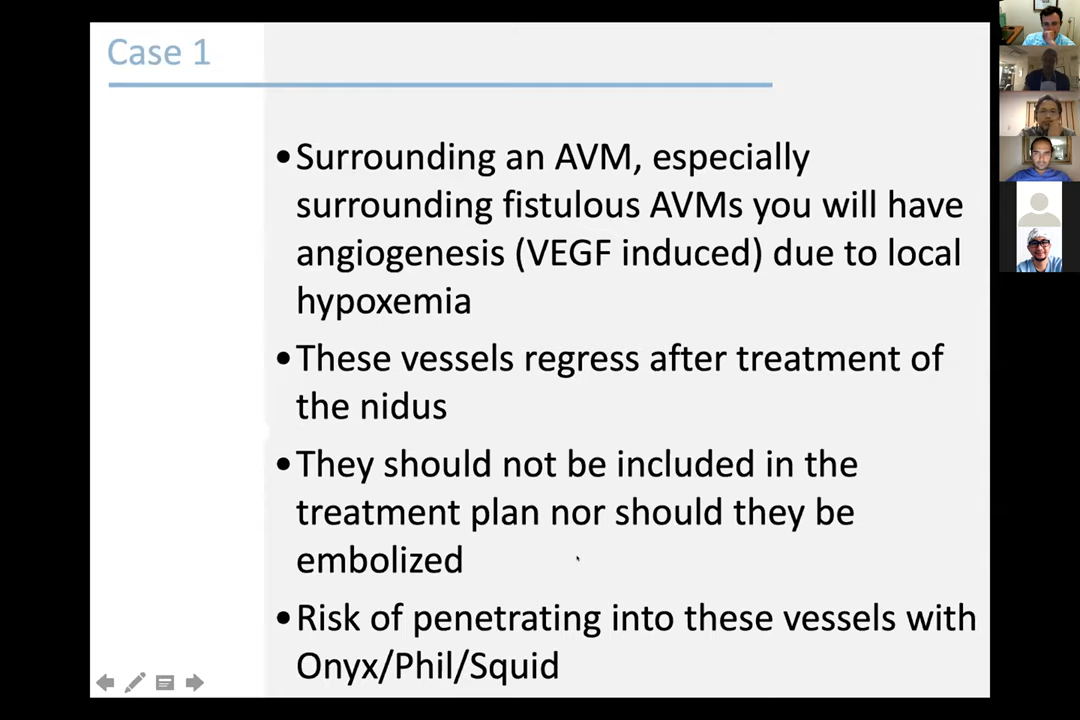 Case 1
•Surrounding an AVM, especially
surrounding fistulous AVMs you will have
angiogenesis (VEGF induced) due to local
hypoxemia
•These vessels regress after treatment of
the nidus
•They should not be included in the
treatment plan nor should they be
embolized
•Risk of penetrating into these vessels with
Onyx/Phil/Squid